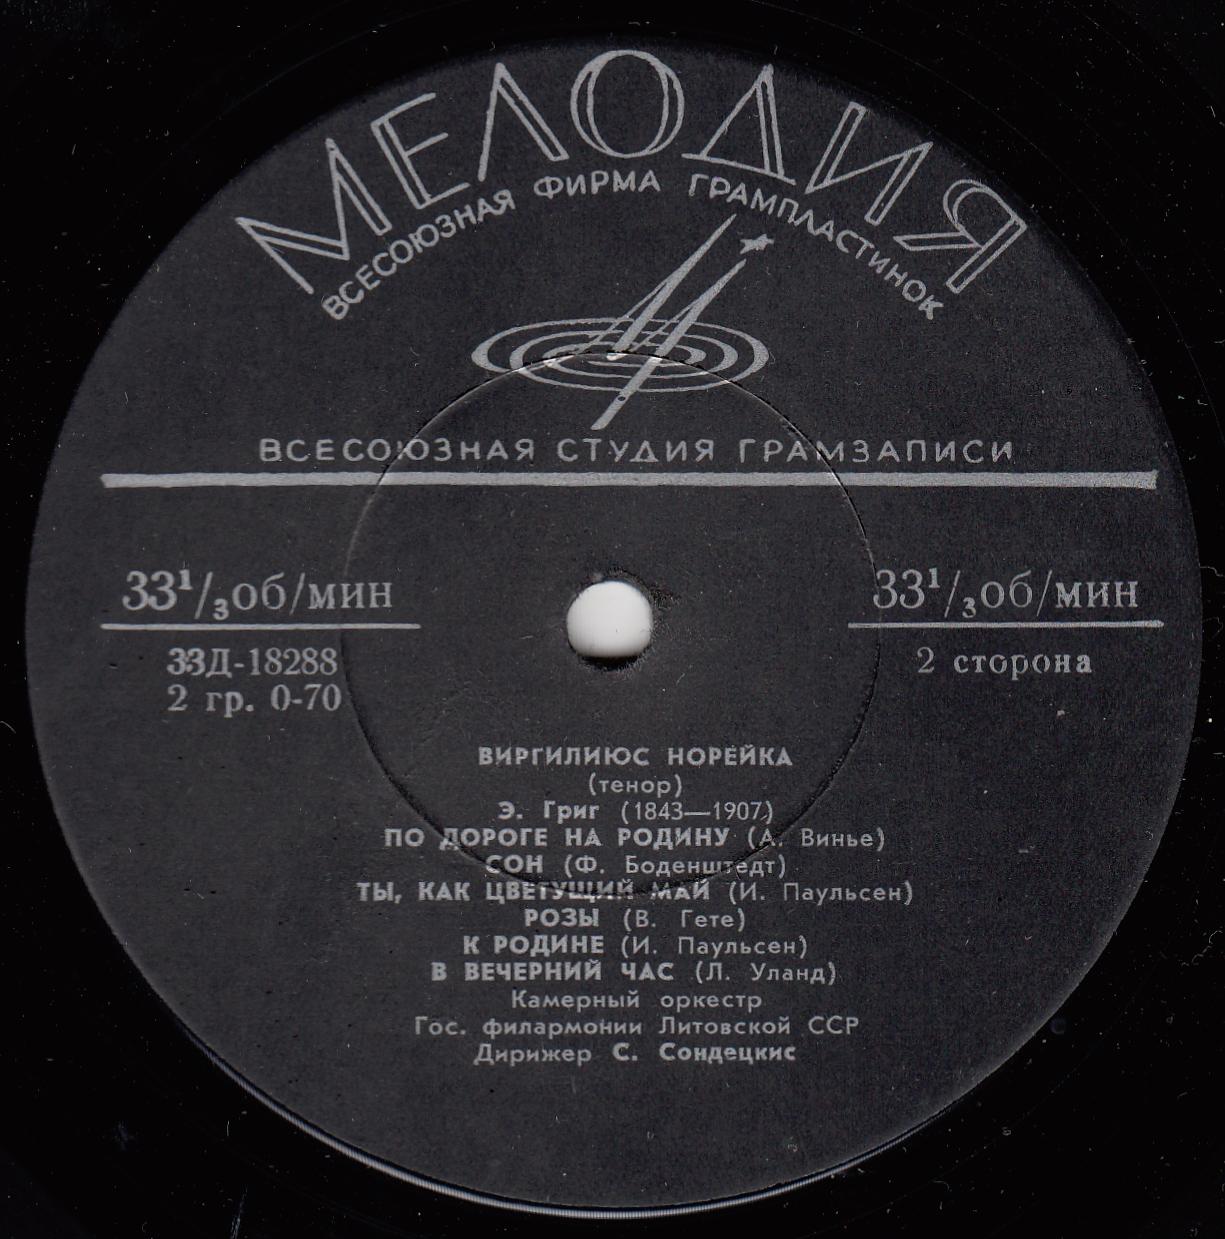 МЕЛОДИЯ
ВСЕСОЮЗНАЯ ФИРМА ГРАМПЛАСТИНОК
ВСЕСОЮЗНАЯ СТУДИЯ ГРАМЗАПИСИ
33¹/₃об/мин
33¹/₃об/мин
33Д-18288
2 гр. 0-70
2 сторона
ВИРГИЛИЮС НОРЕЙКА
(тенор)
Э. Григ (1843—1907)
ПО ДОРОГЕ НА РОДИНУ (А. Винье)
СОН (Ф. Боденштедт)
ТЫ, КАК ЦВЕТУЩИЙ МАЙ (И. Паульсен)
РОЗЫ (В. Гете)
К РОДИНЕ (И. Паульсен)
В ВЕЧЕРНИЙ ЧАС (Л. Уланд)
Камерный оркестр
Гос. филармонии Литовской ССР
Дирижер С. Сондецкис